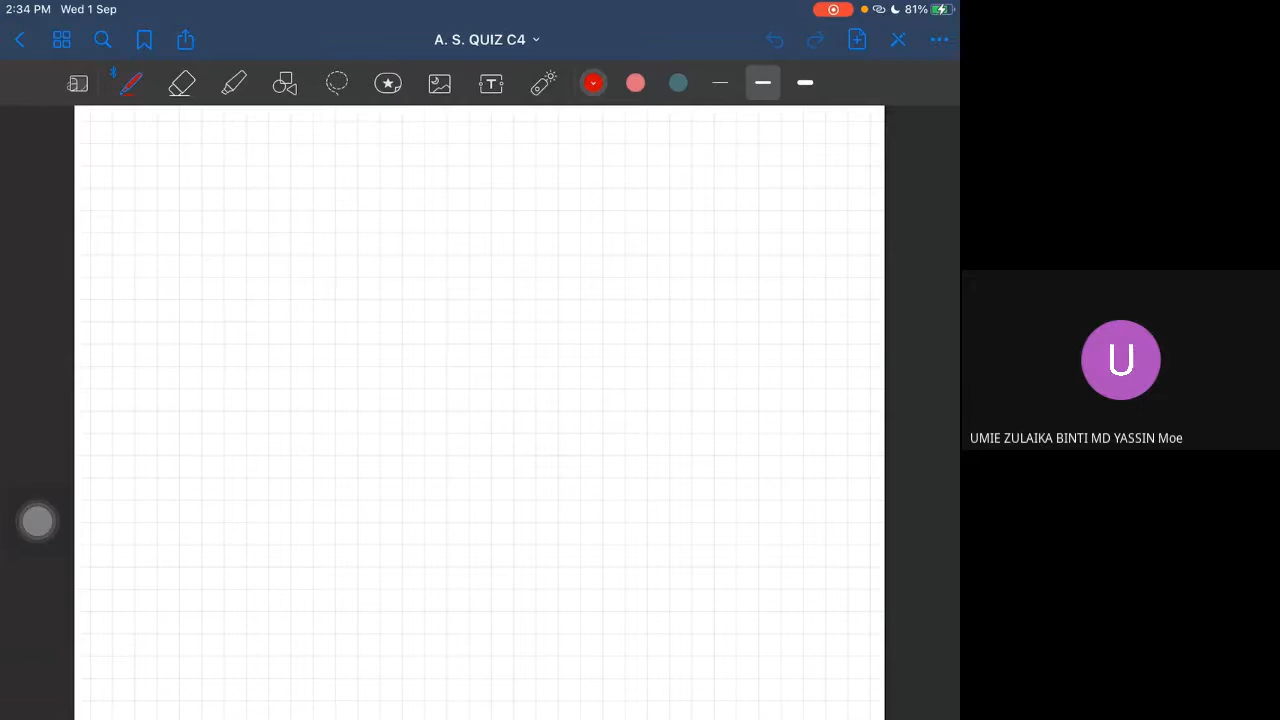 2:34 PM Wed 1 Sep
81%
A. S. QUIZ C4
T
U
UMIE ZULAIKA BINTI MD YASSIN Moe